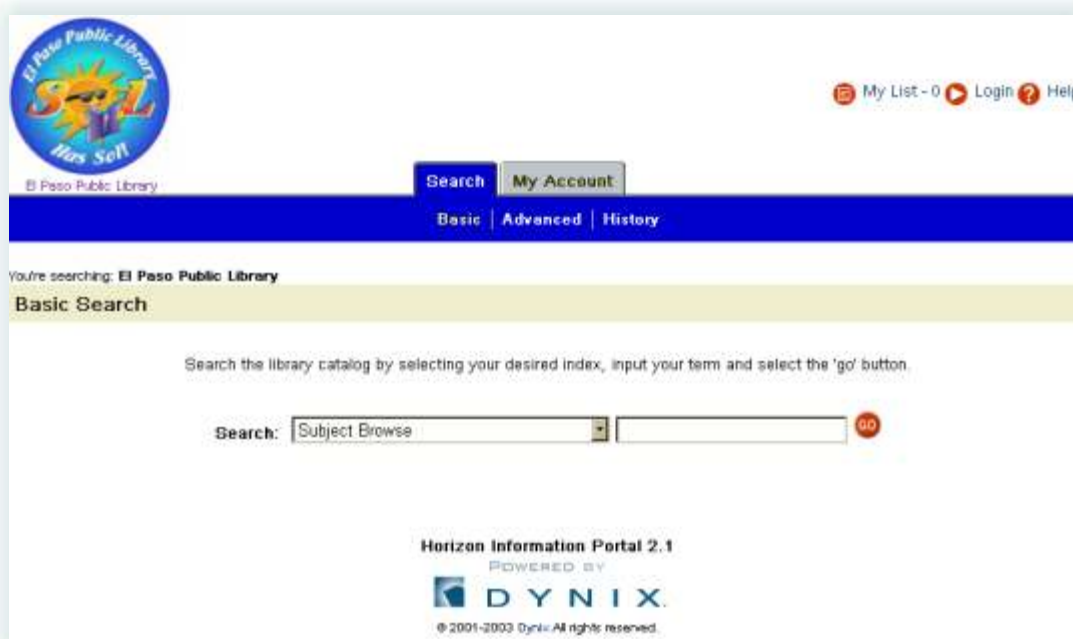 El Paso Public Library
SOL
Has Sol!
El Paso Public Library
My List - 0 Login ? Help
Search My Account
Basic | Advanced | History
You're searching: El Paso Public Library
Basic Search
Search the library catalog by selecting your desired index, input your term and select the 'go' button.
Search: Subject Browse GO
Horizon Information Portal 2.1
POWERED BY
DYNIX
© 2001-2003 Dynix All rights reserved.